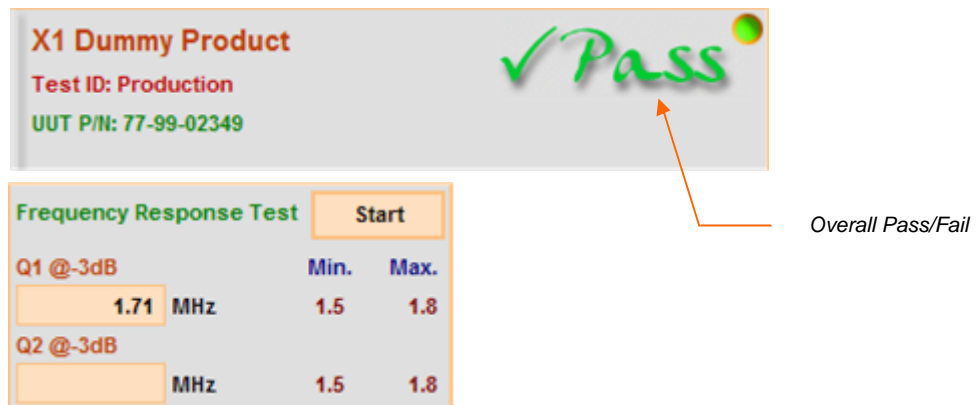 X1 Dummy Product
✓Pass
Test ID: Production
UUT P/N: 77-99-02349
Overall Pass/Fail
Frequency Response Test Start
Q1 @-3dB Min. Max.
1.71 MHz 1.5 1.8
Q2 @-3dB
MHz 1.5 1.8